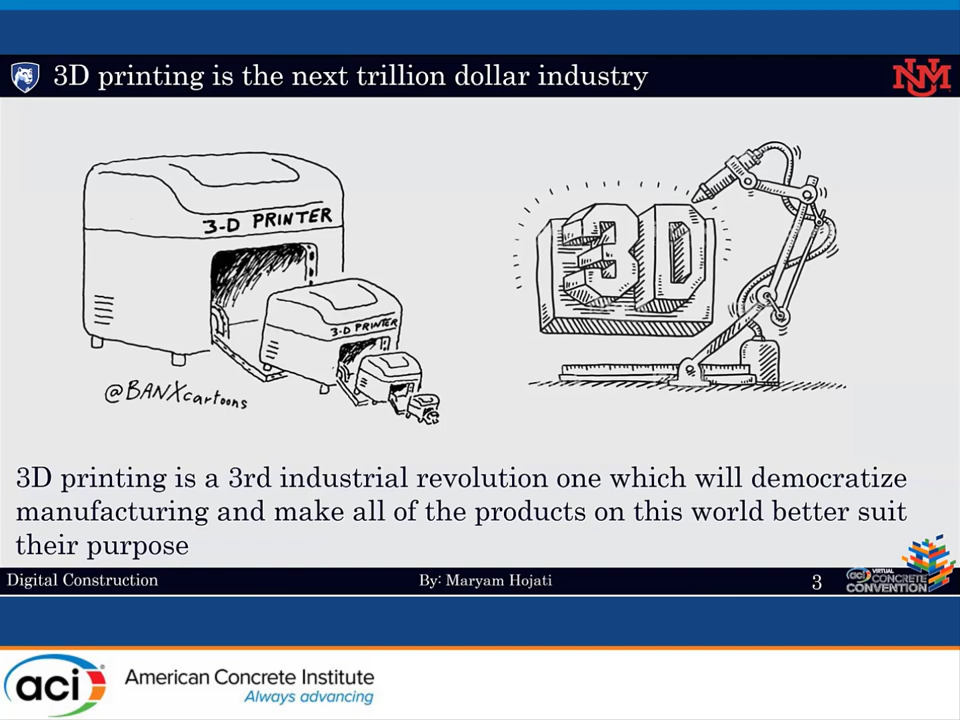 3D printing is the next trillion dollar industry
NM
3-D PRINTER
3-D PRINTER
3D
@BANXcartoons
3D printing is a 3rd industrial revolution one which will democratize
manufacturing and make all of the products on this world better suit
their purpose
Digital Construction
By: Maryam Hojati
3
aci VIRTUAL
CONCRETE
CONVENTION
aci
American Concrete Institute
Always advancing